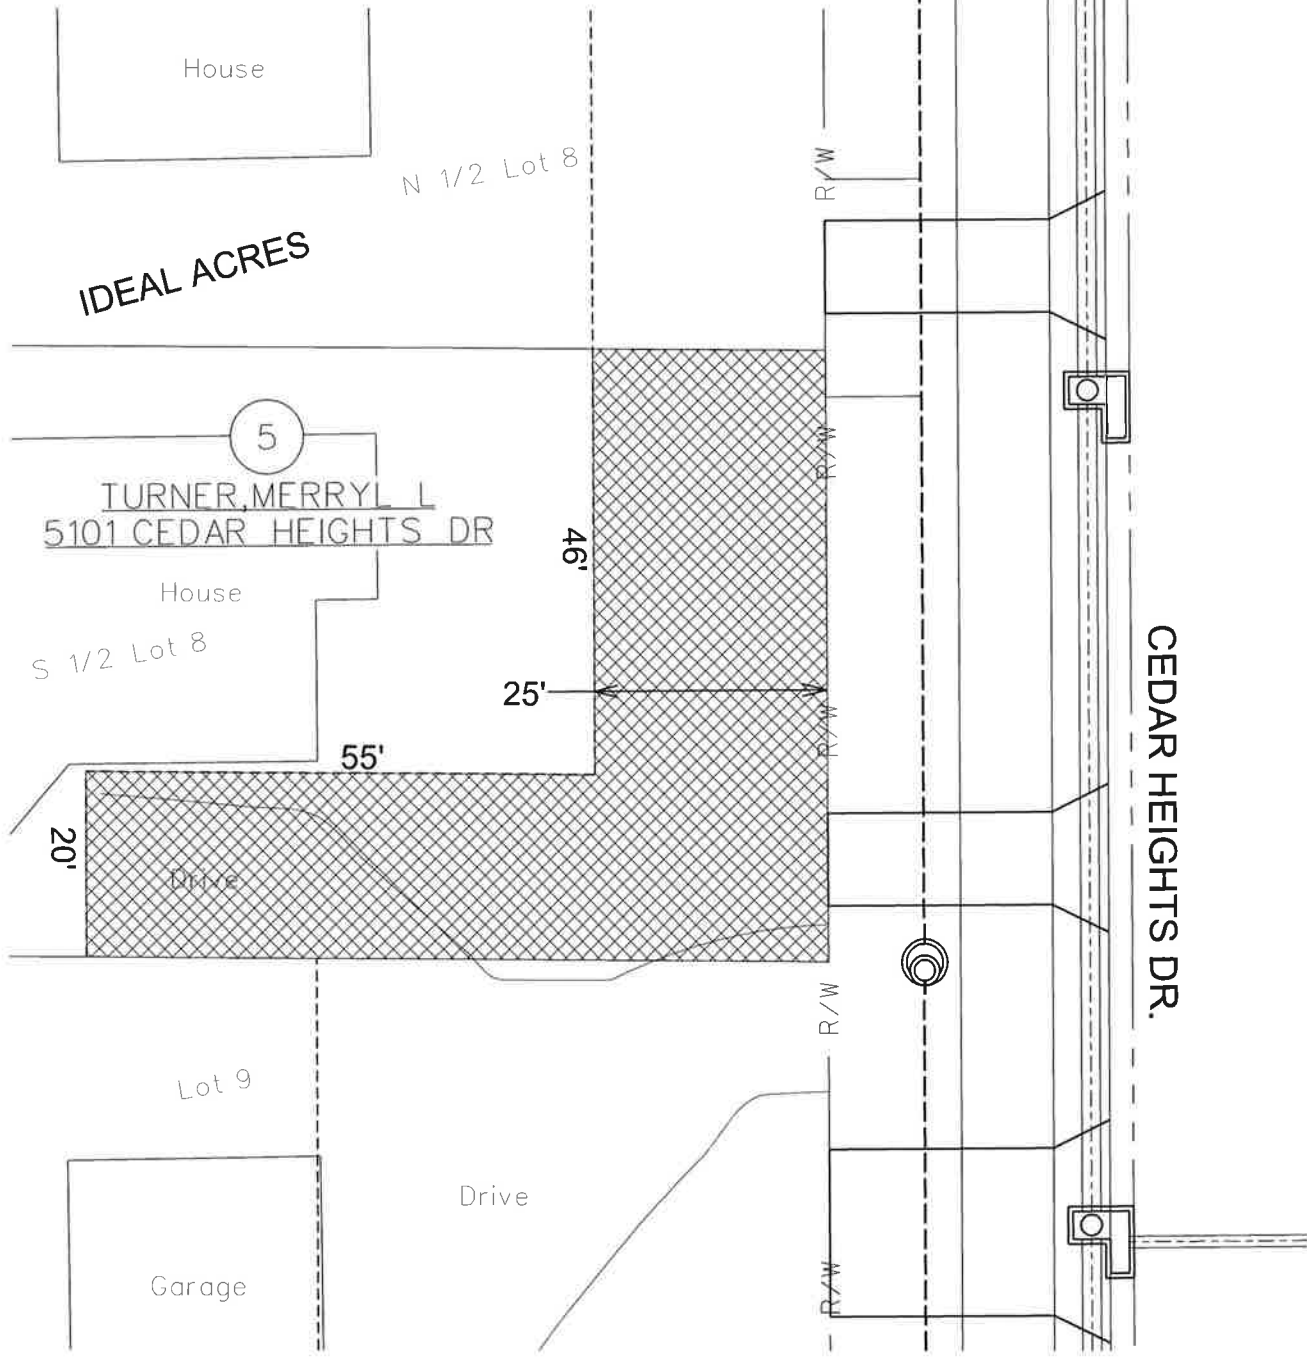 House
N 1/2 Lot 8
R/W
IDEAL ACRES
5
TURNER,MERRYL L
5101 CEDAR HEIGHTS DR
R/W
46'
House
S 1/2 Lot 8
25'
R/W
CEDAR HEIGHTS DR.
55'
20'
Drive
R/W
Lot 9
Drive
Garage
R/W